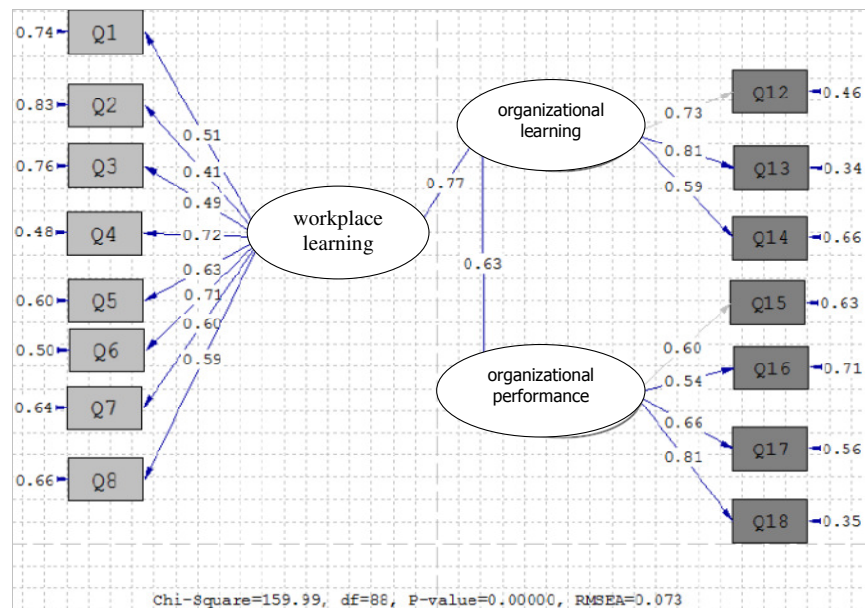 0.74 Q1
0.83 Q2
0.76 Q3
0.48 Q4
0.60 Q5
0.50 Q6
0.64 Q7
0.66 Q8
0.51
0.41
0.49
0.72
0.63
0.71
0.60
0.59
workplace
learning
0.77
organizational
learning
0.63
organizational
performance
0.73
0.81
0.59
0.60
0.54
0.66
0.81
Q12 0.46
Q13 0.34
Q14 0.66
Q15 0.63
Q16 0.71
Q17 0.56
Q18 0.35
Chi-Square=159.99, df=88, P-value=0.00000, RMSEA=0.073